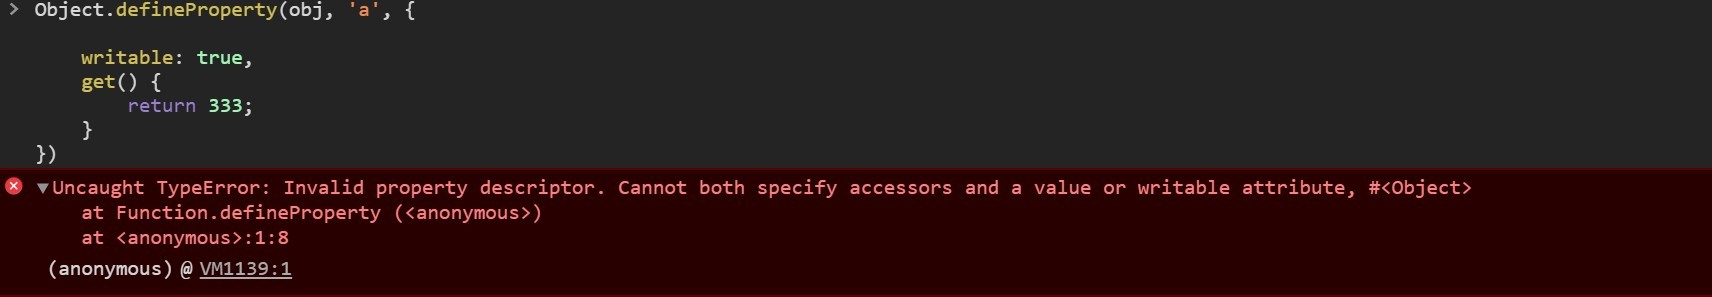 > Object.defineProperty(obj, 'a', {
writable: true,
get() {
return 333;
}
})
▼Uncaught TypeError: Invalid property descriptor. Cannot both specify accessors and a value or writable attribute, #<Object>
at Function.defineProperty (<anonymous>)
at <anonymous>:1:8
(anonymous) @ VM1139:1